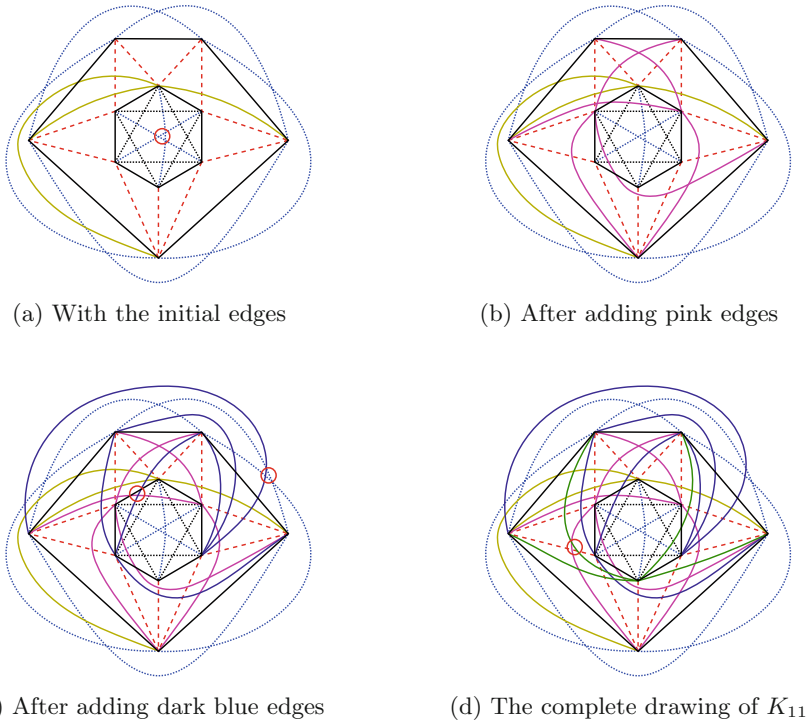 (a) With the initial edges
(b) After adding pink edges
) After adding dark blue edges
(d) The complete drawing of K₁₁